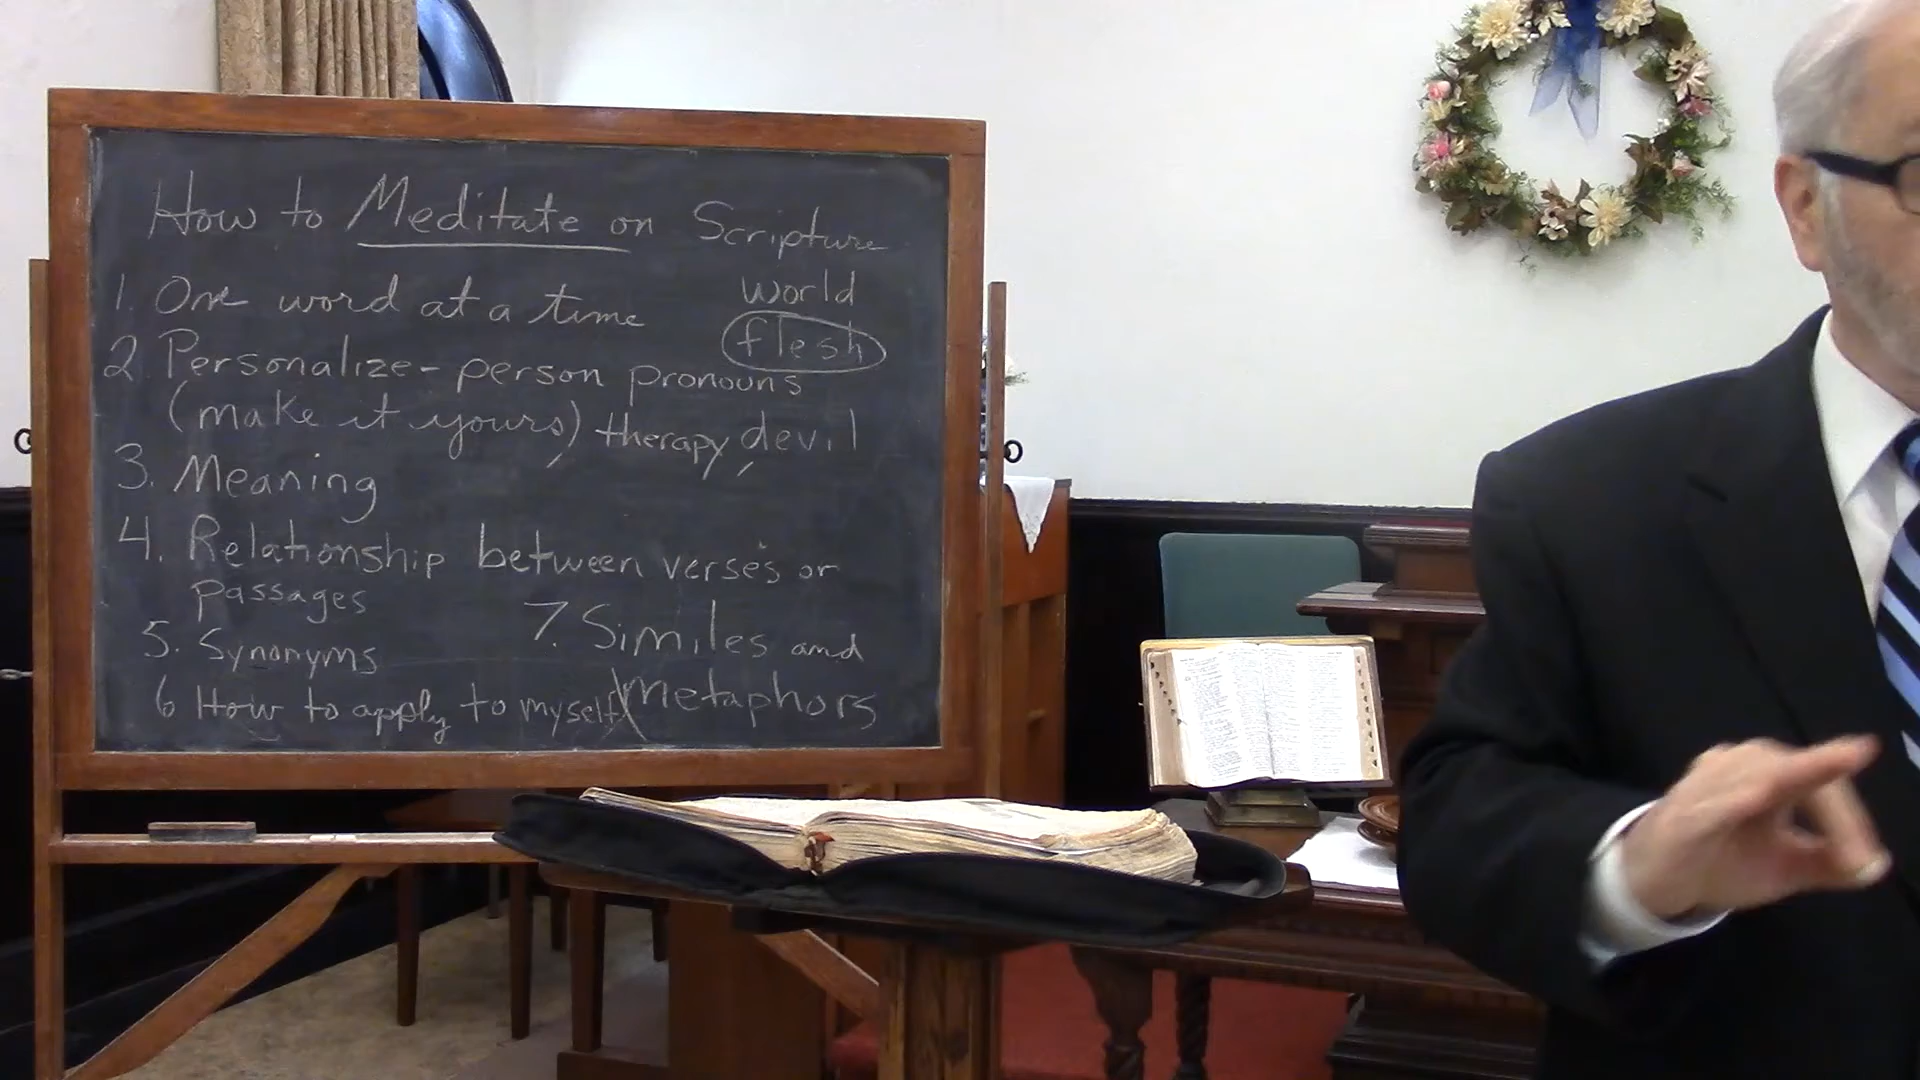 How to Meditate on Scripture
1. One word at a time
world
flesh
2 Personalize - person pronouns
(make it yours) therapy, devil
3. Meaning
4. Relationship between verses or
passages
5. Synonyms
6 How to apply to myself
7. Similes and
Metaphors